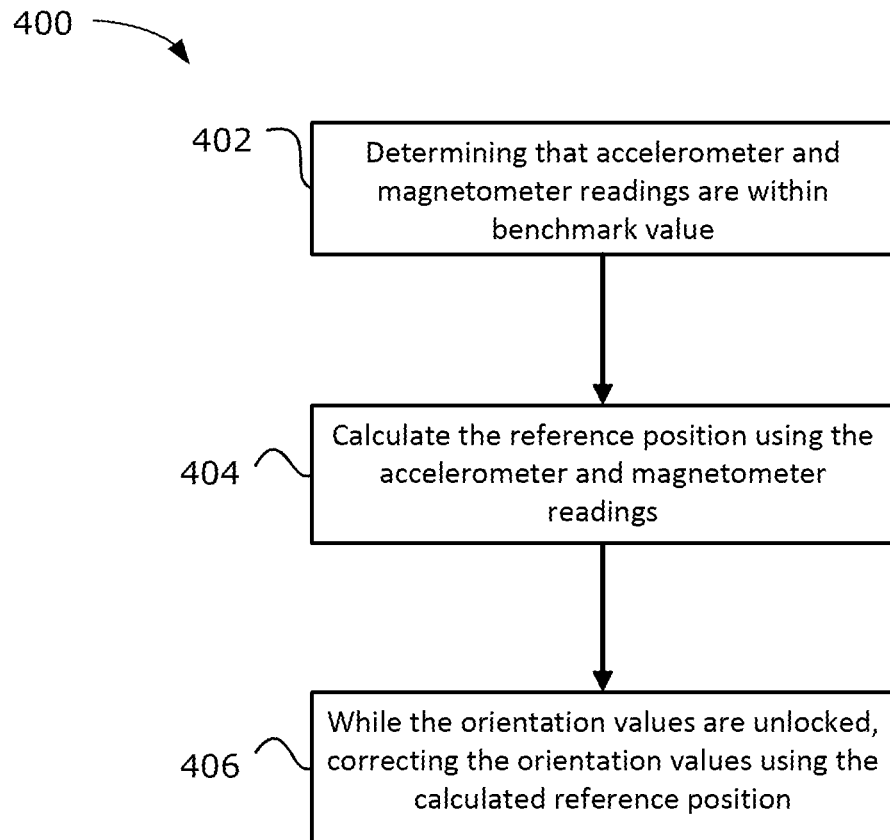 400
402
Determining that accelerometer and
magnetometer readings are within
benchmark value
404
Calculate the reference position using the
accelerometer and magnetometer
readings
406
While the orientation values are unlocked,
correcting the orientation values using the
calculated reference position